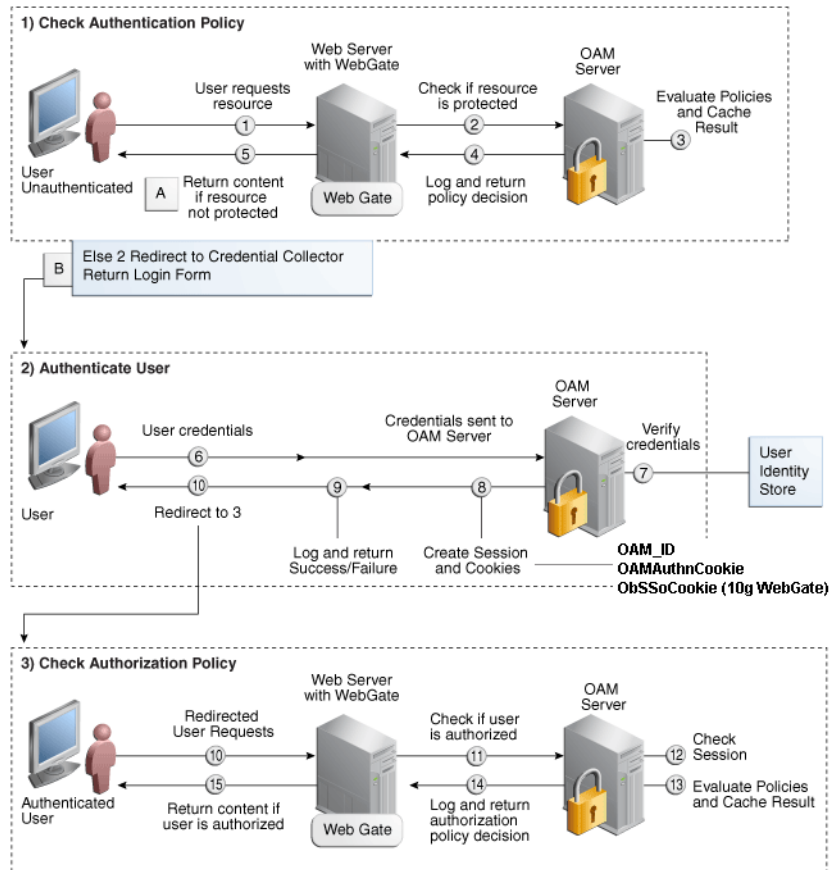 1) Check Authentication Policy
Web Server
with WebGate
OAM
Server
User requests
resource
Check if resource
is protected
Evaluate Policies
and Cache
Result
1
2
3
5
4
User
Unauthenticated
A
Return content
if resource
not protected
Web Gate
Log and return
policy decision
B
Else 2 Redirect to Credential Collector
Return Login Form
2) Authenticate User
OAM
Server
User credentials
Credentials sent to
OAM Server
Verify
credentials
6
7
User
Identity
Store
10
9
8
User
Redirect to 3
Log and return
Success/Failure
Create Session
and Cookies
OAM_ID
OAMAuthnCookie
ObSSoCookie (10g WebGate)
3) Check Authorization Policy
Web Server
with WebGate
OAM
Server
Redirected
User Requests
Check if user
is authorized
10
11
12
Check
Session
15
14
13
Evaluate Policies
and Cache Result
Authenticated
User
Return content if
user is authorized
Web Gate
Log and return
authorization
policy decision